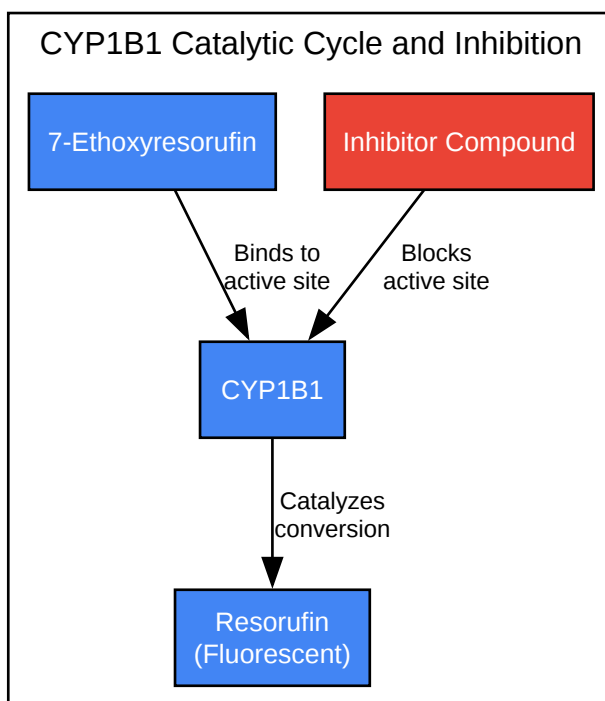 CYP1B1 Catalytic Cycle and Inhibition
7-Ethoxyresorufin
Inhibitor Compound
Binds to
active site
Blocks
active site
CYP1B1
Catalyzes
conversion
Resorufin
(Fluorescent)